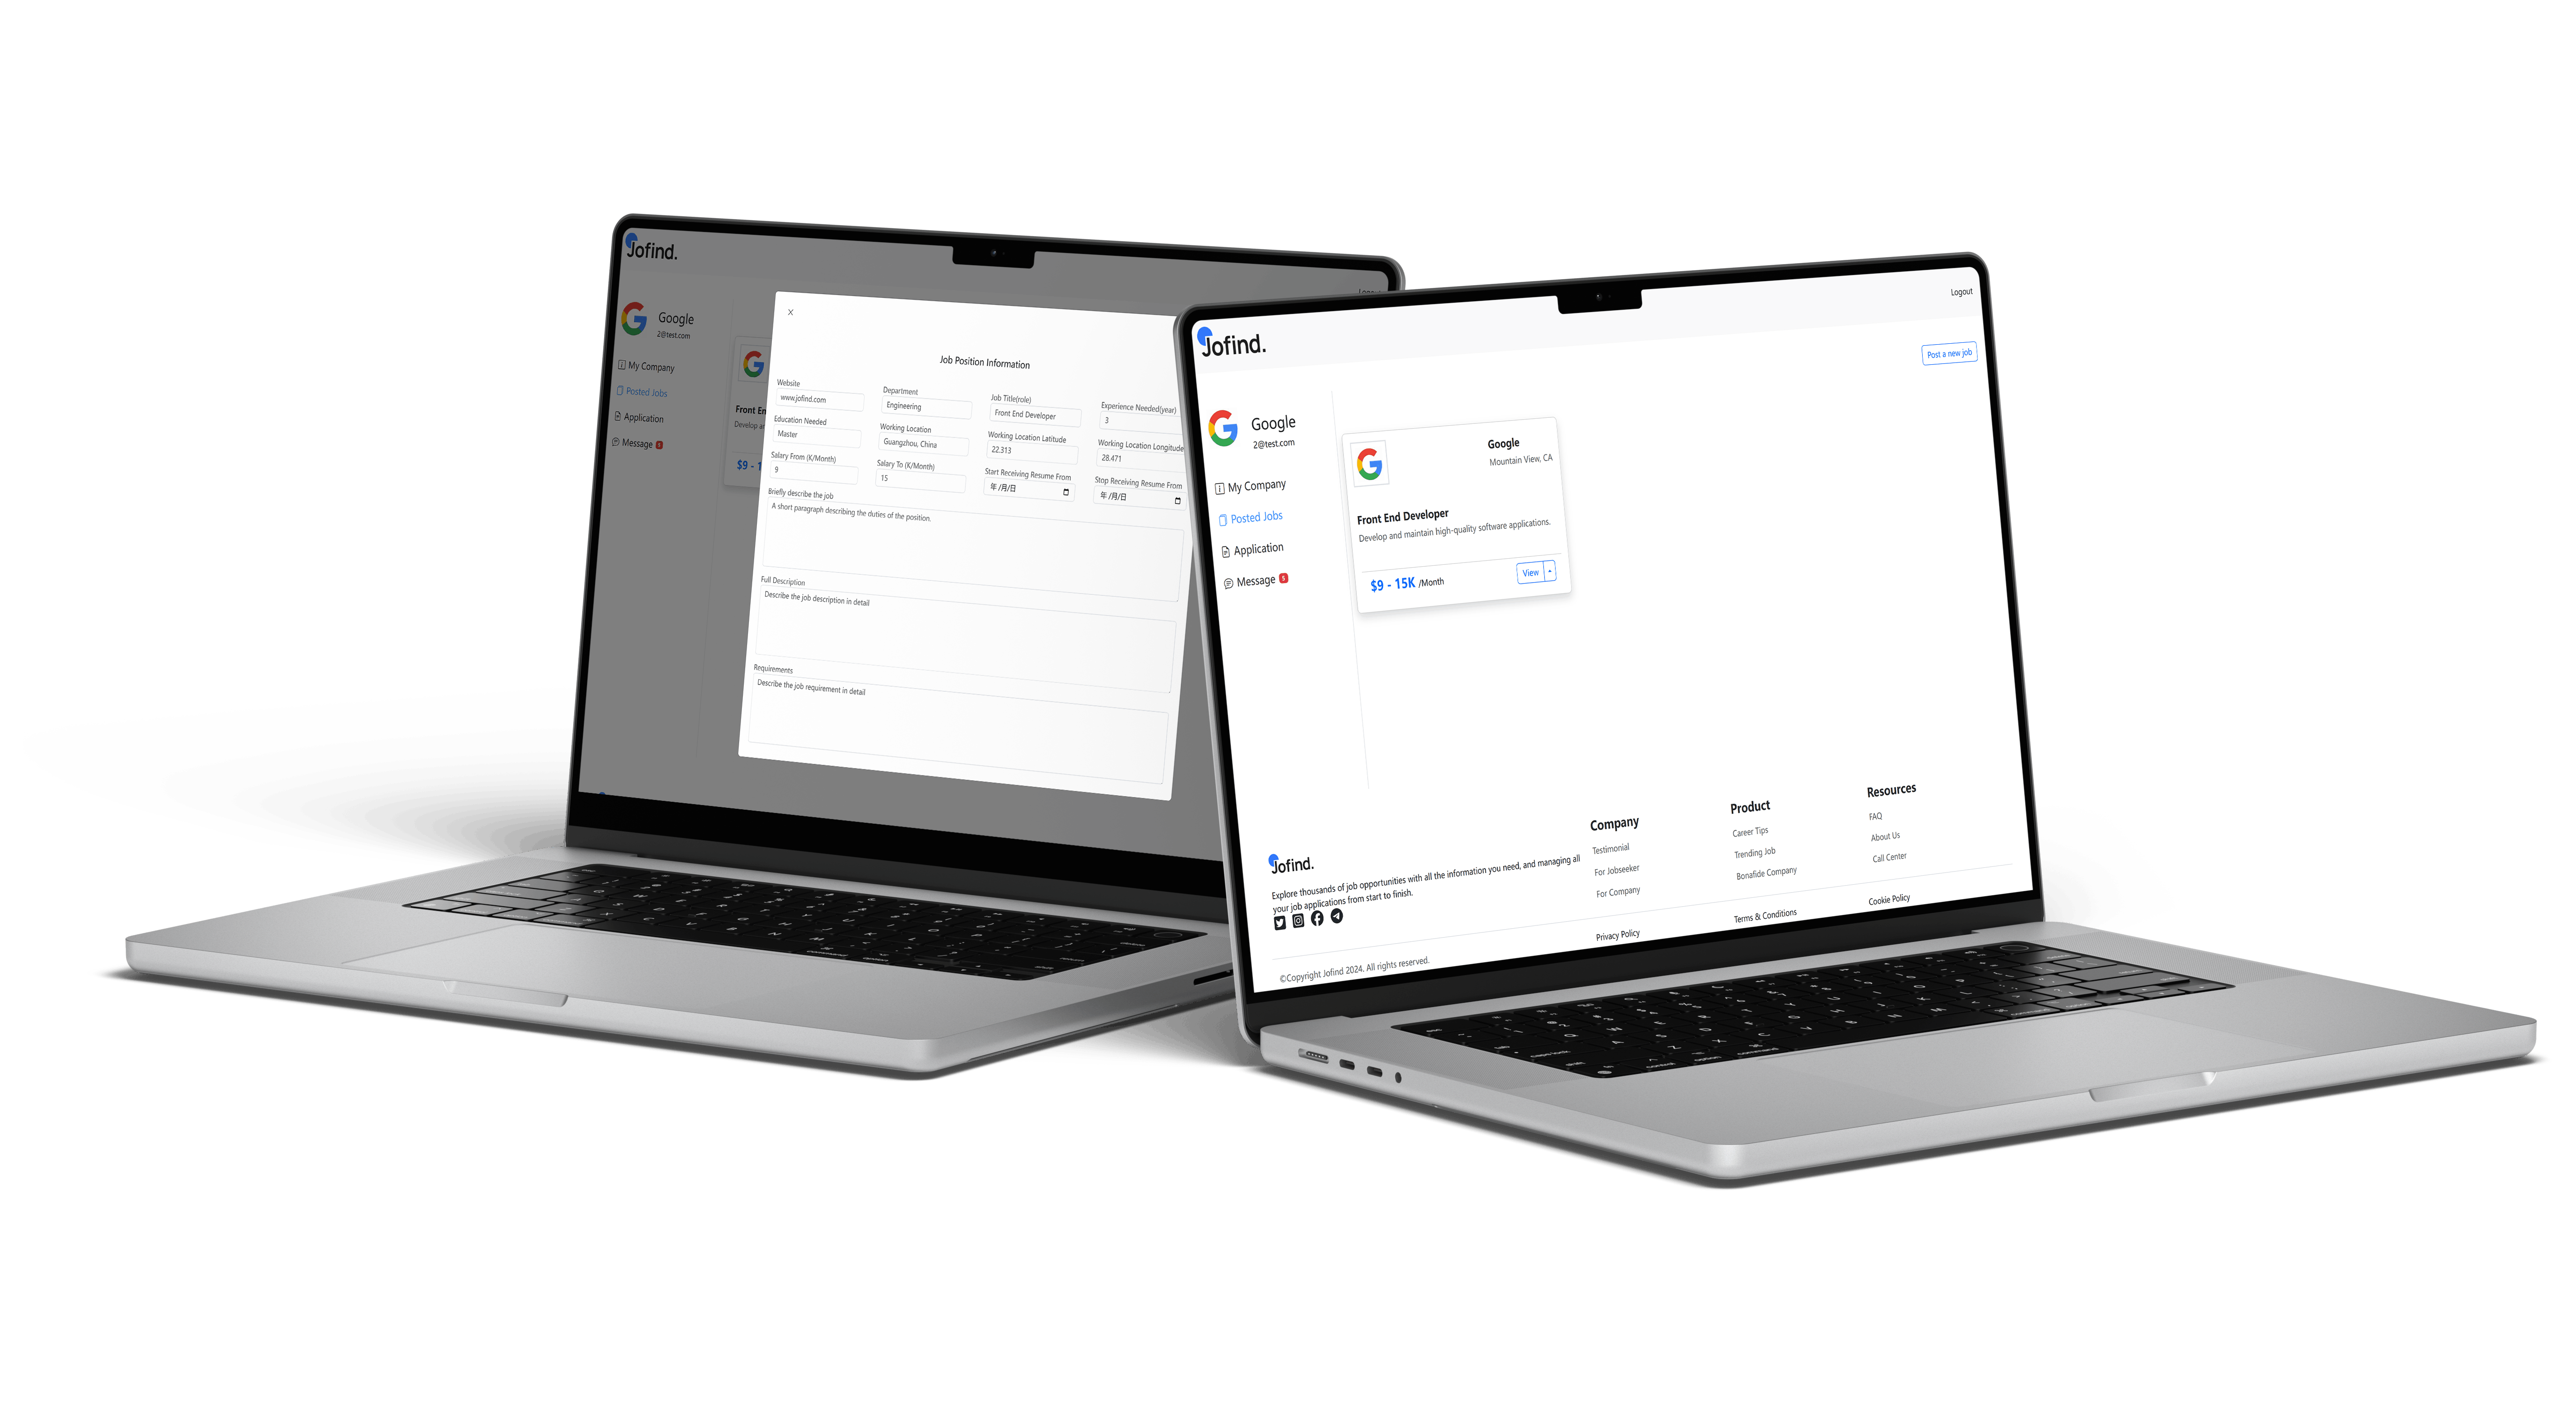 Jofind.
Google
2@test.com
My Company
Posted Jobs
Application
Message 5
Front En
$9 - 1
Job Position Information
Website
www.jofind.com
Department
Engineering
Job Title(role)
Front End Developer
Experience Needed(year)
3
Education Needed
Master
Working Location
Guangzhou, China
Working Location Latitude
22.313
Working Location Longitude
28.471
Salary From (K/Month)
9
Salary To (K/Month)
15
Start Receiving Resume From
年 /月/日
Stop Receiving Resume From
年 /月/日
Briefly describe the job
A short paragraph describing the duties of the position.
Full Description
Describe the job description in detail
Requirements
Describe the job requirement in detail
Jofind.
Logout
Post a new job
Google
2@test.com
My Company
Posted Jobs
Application
Message 5
Google
Mountain View, CA
Front End Developer
Develop and maintain high-quality software applications.
$9 - 15K /Month
View
Jofind.
Explore thousands of job opportunities with all the information you need, and managing all
your job applications from start to finish.
Company
Testimonial
For Jobseeker
For Company
Product
Career Tips
Trending Job
Bonafide Company
Resources
FAQ
About Us
Call Center
©Copyright Jofind 2024. All rights reserved.
Privacy Policy
Terms & Conditions
Cookie Policy